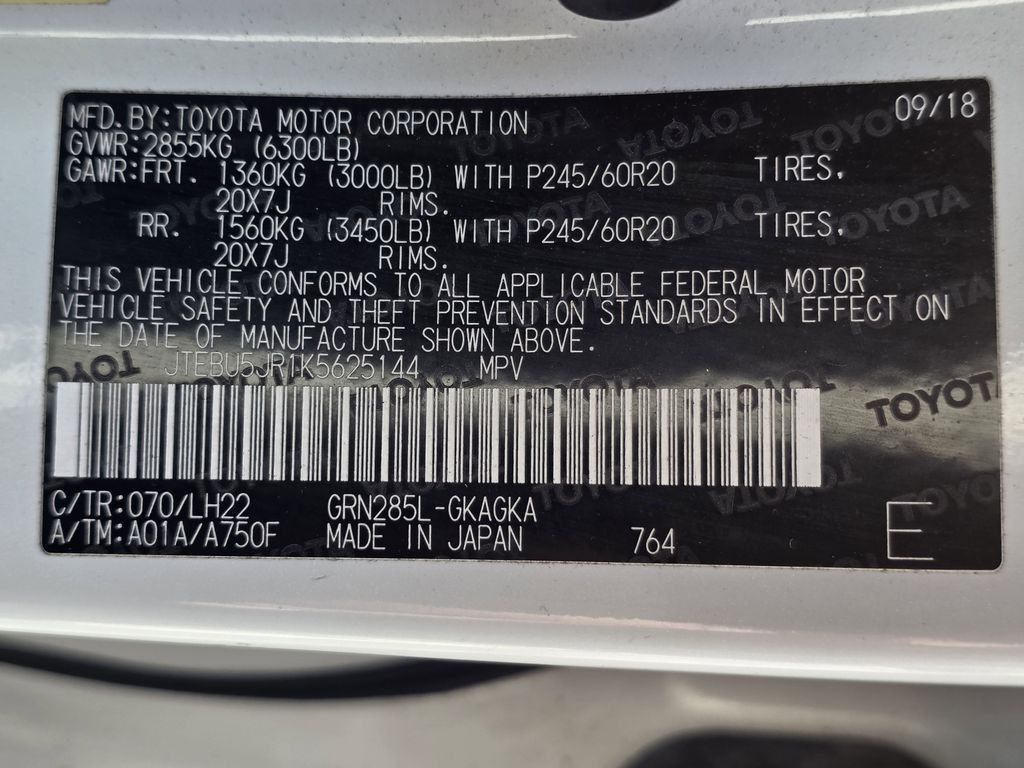 MFD.BY:TOYOTA MOTOR CORPORATION 09/18
GVWR:2855KG (6300LB)
GAWR:FRT. 1360KG (3000LB) WITH P245/60R20 TIRES,
20X7J RIMS.
RR. 1560KG (3450LB) WITH P245/60R20 TIRES,
20X7J RIMS.
THIS VEHICLE CONFORMS TO ALL APPLICABLE FEDERAL MOTOR
VEHICLE SAFETY AND THEFT PREVENTION STANDARDS IN EFFECT ON
THE DATE OF MANUFACTURE SHOWN ABOVE.
JTEBU5JR1K5625144 MPV
TOYOTA
C/TR:070/LH22 GRN285L-GKAGKA
A/TM:A01A/A750F MADE IN JAPAN 764 E